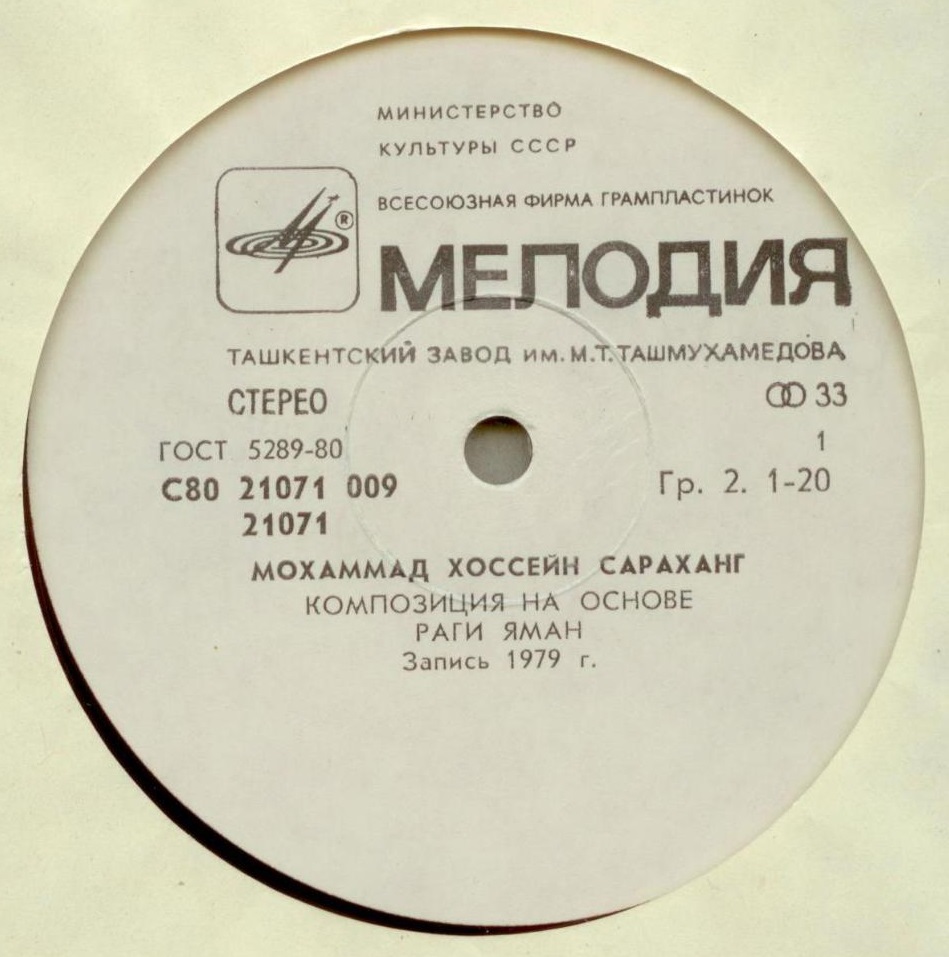 МИНИСТЕРСТВО
КУЛЬТУРЫ СССР
ВСЕСОЮЗНАЯ ФИРМА ГРАМПЛАСТИНОК
®
МЕЛОДИЯ
ТАШКЕНТСКИЙ ЗАВОД ИМ. М.Т. ТАШМУХАМЕДОВА
СТЕРЕО 33
ГОСТ 5289-80 1
С80 21071 009 Гр. 2. 1-20
21071
МОХАММАД ХОССЕЙН САРАХАНГ
КОМПОЗИЦИЯ НА ОСНОВЕ
РАГИ ЯМАН
Запись 1979 г.